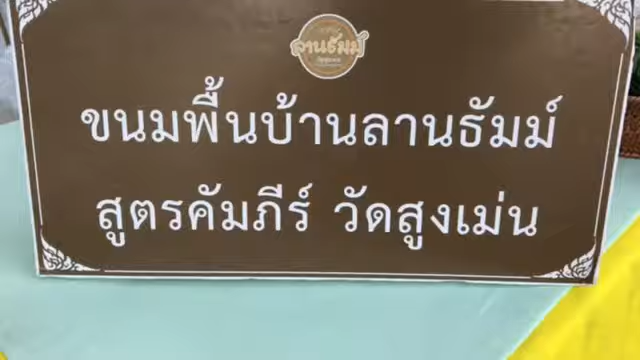 ลานธัมม์
ขนมพื้นบ้านลานธัมม์
สูตรคัมภีร์ วัดสูงเม่น